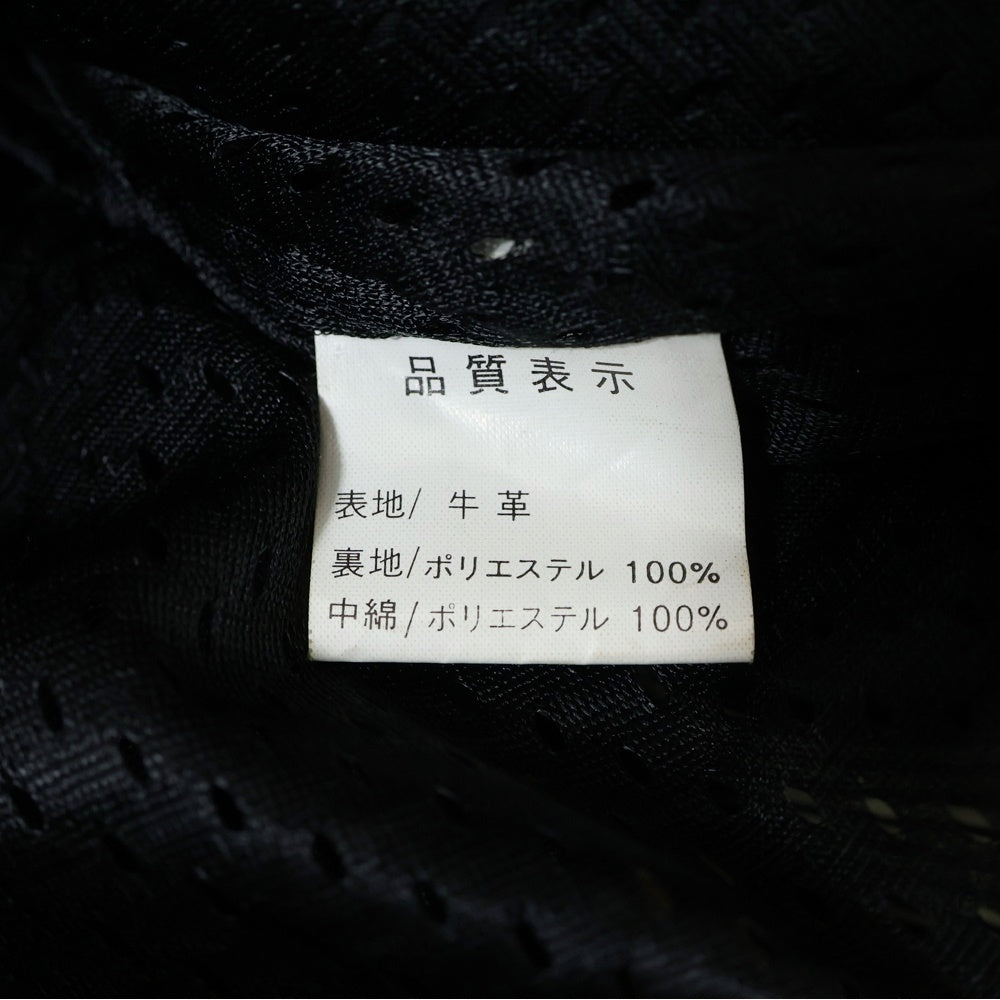 品質表示
表地/ 牛革
裏地/ポリエステル 100%
中綿/ポリエステル 100%